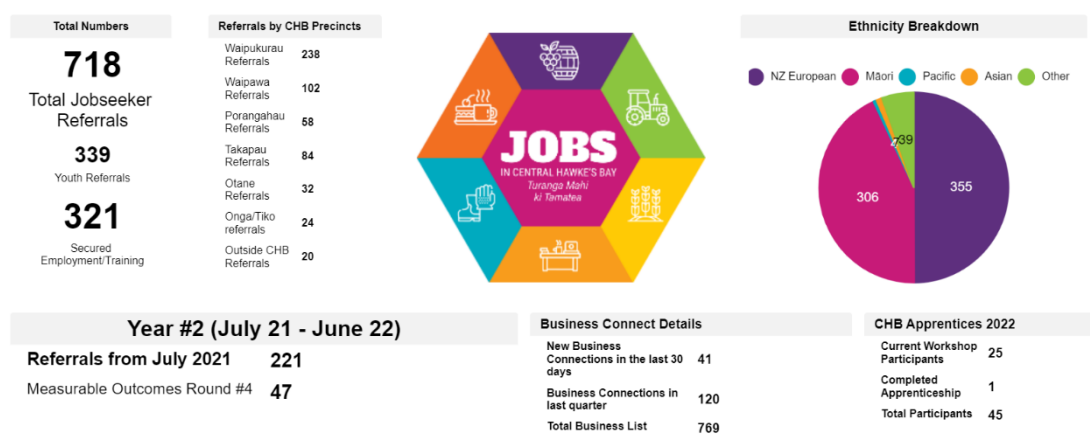 Total Numbers
718
Total Jobseeker
Referrals
339
Youth Referrals
321
Secured
Employment/Training
Referrals by CHB Precincts
Waipukurau
Referrals 238
Waipawa
Referrals 102
Porangahau
Referrals 58
Takapau
Referrals 84
Otane
Referrals 32
Onga/Tiko
referrals 24
Outside CHB
Referrals 20
JOBS
IN CENTRAL HAWKE'S BAY
Turanga Mahi
ki Tamatea
Ethnicity Breakdown
NZ European Māori Pacific Asian Other
355
306
7
39
Year #2 (July 21 - June 22)
Referrals from July 2021 221
Measurable Outcomes Round #4 47
Business Connect Details
New Business
Connections in the last 30 41
days
Business Connections in
last quarter 120
Total Business List 769
CHB Apprentices 2022
Current Workshop
Participants 25
Completed
Apprenticeship 1
Total Participants 45